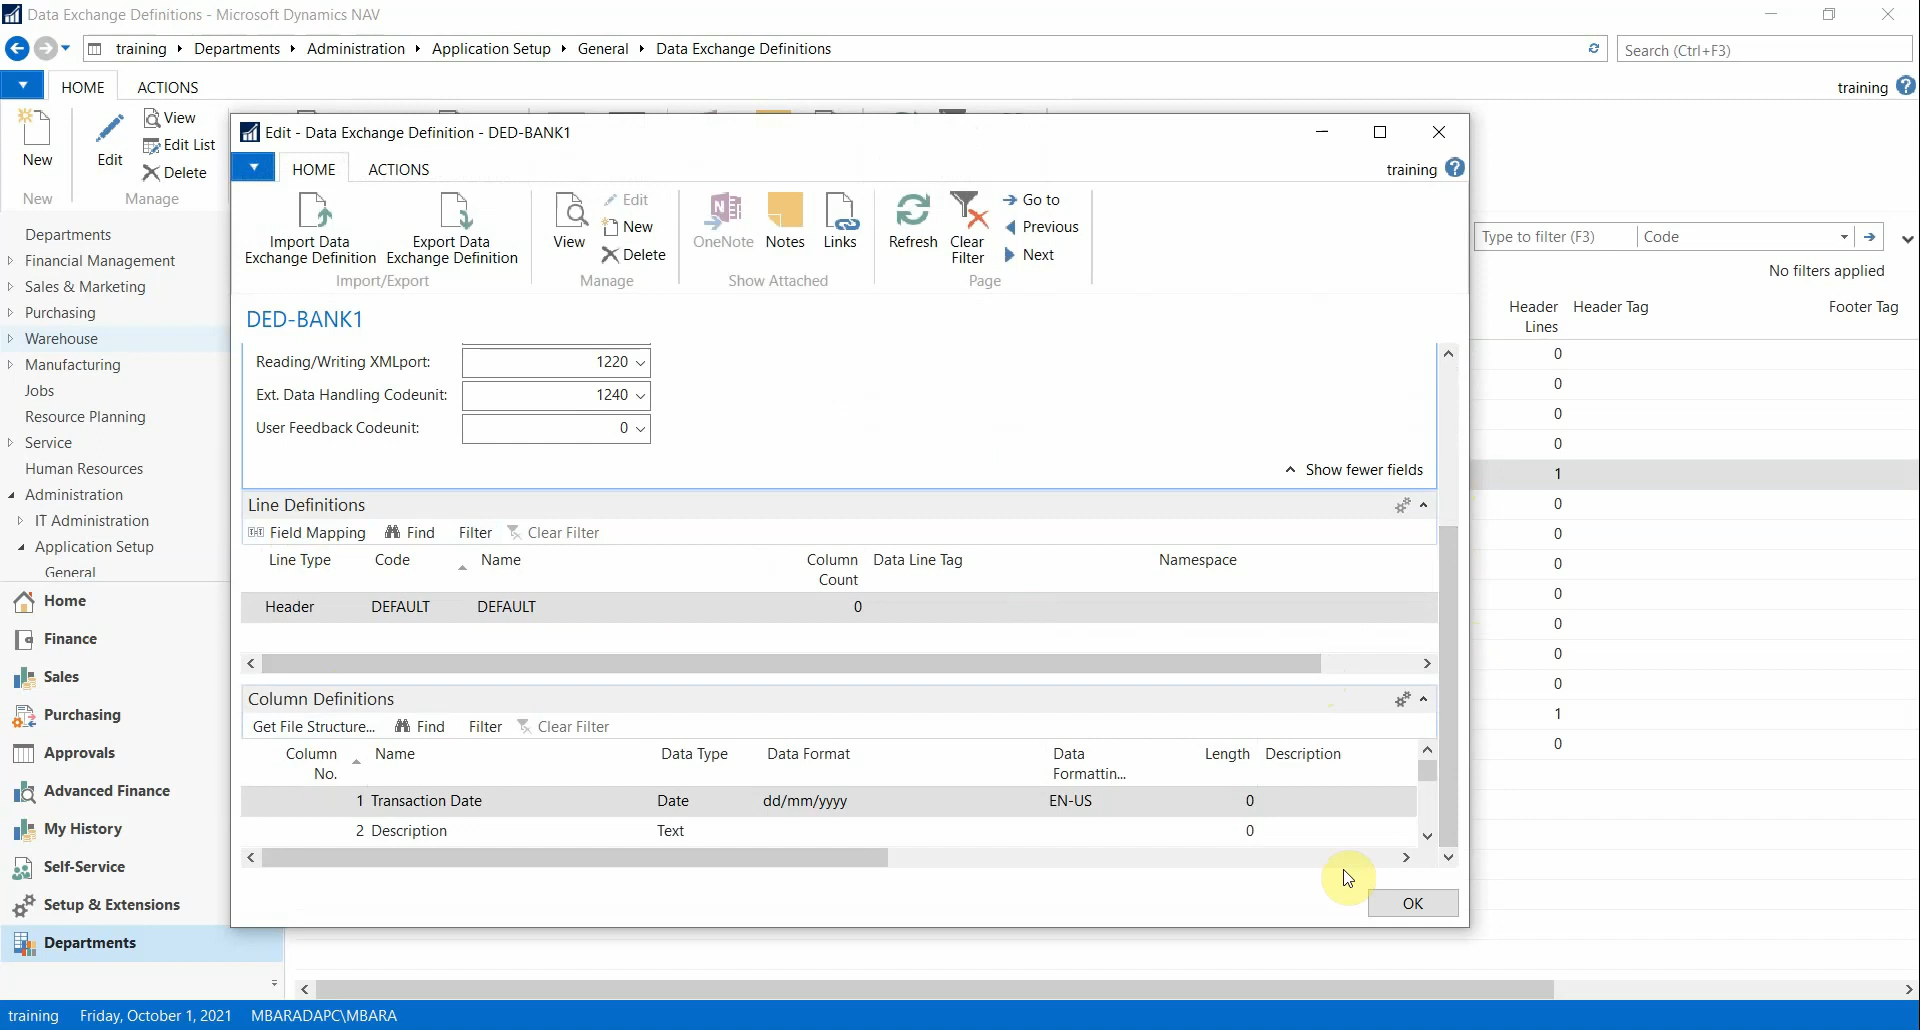 Data Exchange Definitions - Microsoft Dynamics NAV
training Departments Administration Application Setup General Data Exchange Definitions
Search (Ctrl+F3)
HOME ACTIONS
training
New
Edit
View
Edit List
Delete
New Manage
Edit - Data Exchange Definition - DED-BANK1
HOME ACTIONS
training
Import Data Exchange Definition
Export Data Exchange Definition
Import/Export
View
Edit
New
Delete
Manage
OneNote Notes Links
Show Attached
Refresh
Clear Filter
Go to
Previous
Next
Page
DED-BANK1
Reading/Writing XMLport: 1220
Ext. Data Handling Codeunit: 1240
User Feedback Codeunit: 0
Show fewer fields
Line Definitions
Field Mapping Find Filter Clear Filter
Line Type Code Name Column Count Data Line Tag Namespace
Header DEFAULT DEFAULT 0
Column Definitions
Get File Structure... Find Filter Clear Filter
Column No. Name Data Type Data Format Data Formattin... Length Description
1 Transaction Date Date dd/mm/yyyy EN-US 0
2 Description Text 0
OK
Departments
Financial Management
Sales & Marketing
Purchasing
Warehouse
Manufacturing
Jobs
Resource Planning
Service
Human Resources
Administration
IT Administration
Application Setup
General
Home
Finance
Sales
Purchasing
Approvals
Advanced Finance
My History
Self-Service
Setup & Extensions
Departments
Type to filter (F3) Code
No filters applied
Header Lines Header Tag Footer Tag
0
0
0
0
1
0
0
0
0
0
0
0
1
0
training Friday, October 1, 2021 MBARADAPC\MBARA